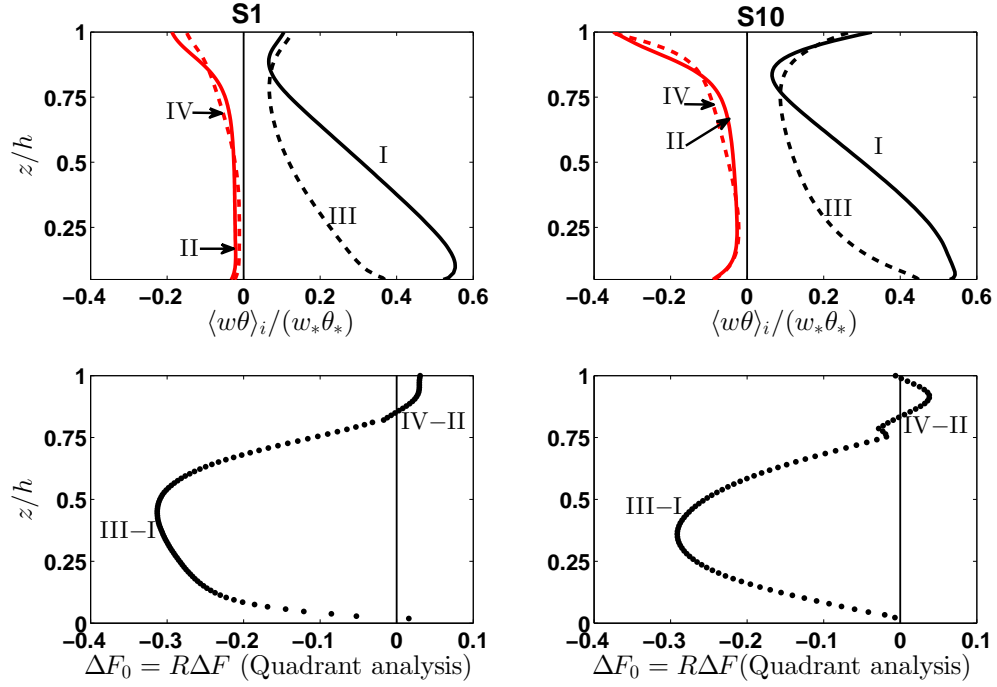 S1
S10
z/h
1
0.75
0.5
0.25
IV
II
I
III
−0.4 −0.2 0 0.2 0.4 0.6
⟨wθ⟩ᵢ/(w∗θ∗)
1
0.75
0.5
0.25
IV
II
I
III
−0.4 −0.2 0 0.2 0.4 0.6
⟨wθ⟩ᵢ/(w∗θ∗)
z/h
1
0.75
0.5
0.25
0
IV−II
III−I
−0.4 −0.3 −0.2 −0.1 0 0.1
ΔF₀ = RΔF (Quadrant analysis)
1
0.75
0.5
0.25
0
IV−II
III−I
−0.4 −0.3 −0.2 −0.1 0 0.1
ΔF₀ = RΔF(Quadrant analysis)